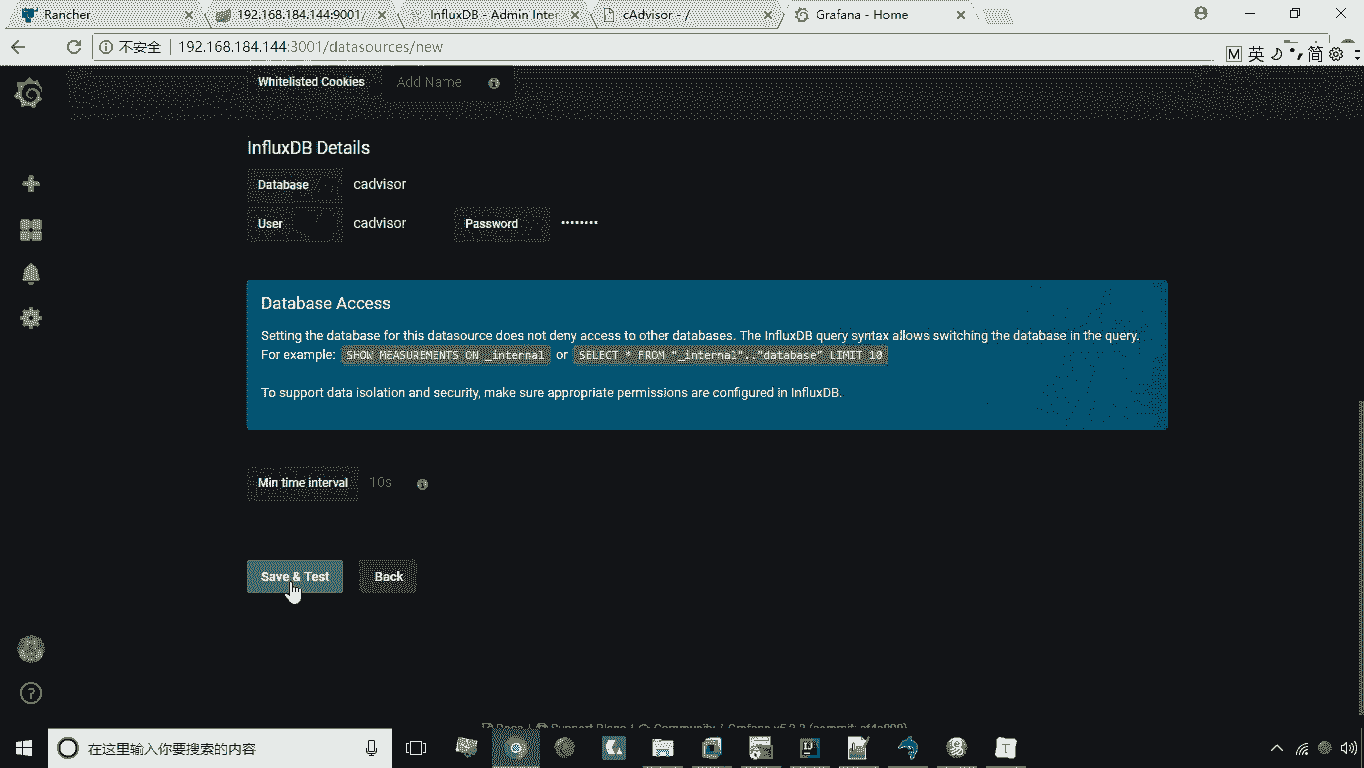 Rancher
192.168.184.144:9001/
InfluxDB - Admin Inter
cAdvisor - /
Grafana - Home
不安全 192.168.184.144:3001/datasources/new
M 英 简
Whitelisted Cookies Add Name
InfluxDB Details
Database cadvisor
User cadvisor Password ••••••••
Database Access
Setting the database for this datasource does not deny access to other databases. The InfluxDB query syntax allows switching the database in the query.
For example: SHOW MEASUREMENTS ON _internal or SELECT * FROM "_internal".."database" LIMIT 10
To support data isolation and security, make sure appropriate permissions are configured in InfluxDB.
Min time interval 10s
Save & Test Back
在这里输入你要搜索的内容